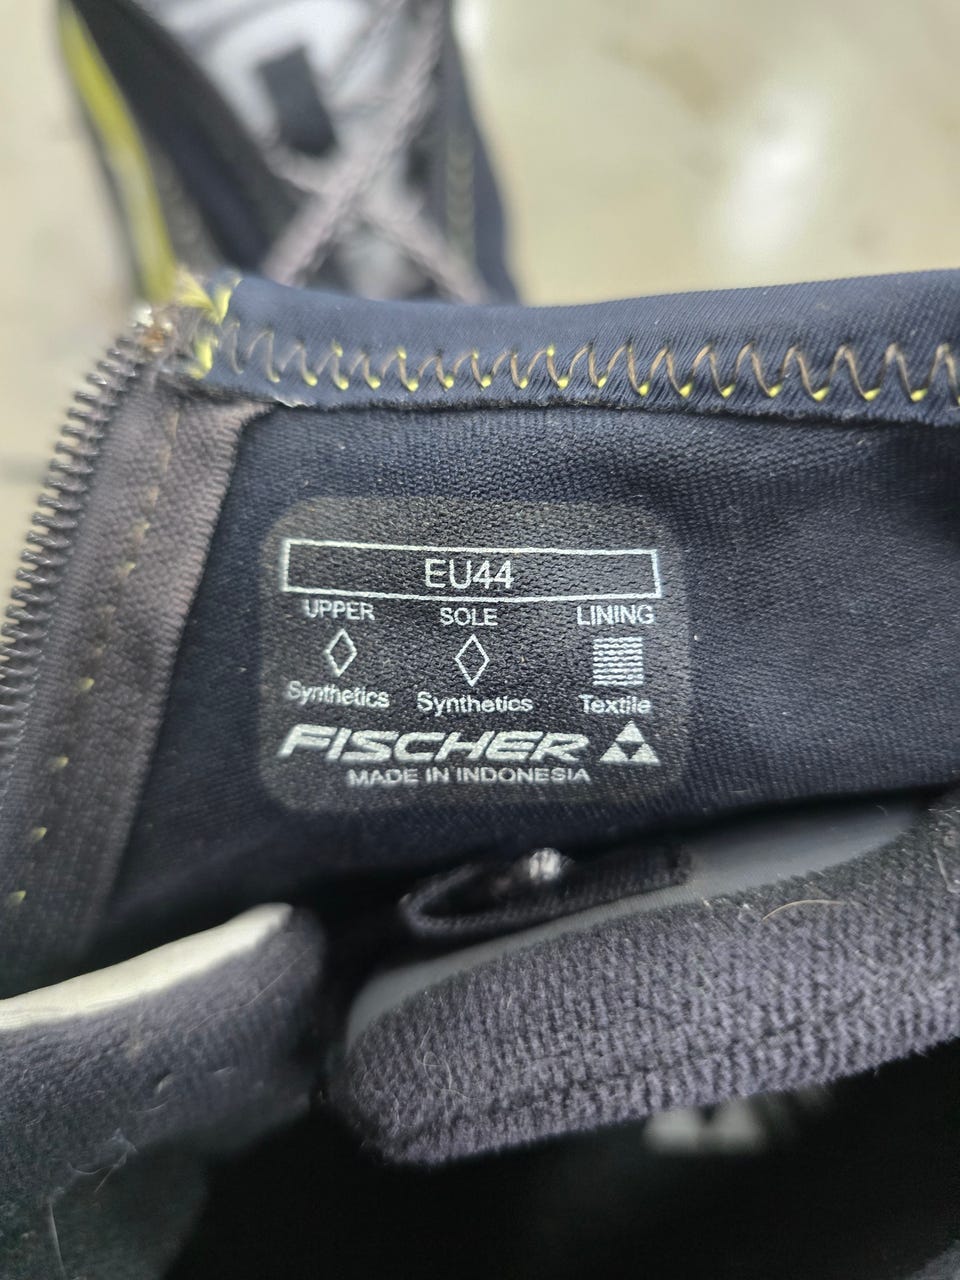 EU44
UPPER SOLE LINING
Synthetics Synthetics Textile
FISCHER
MADE IN INDONESIA